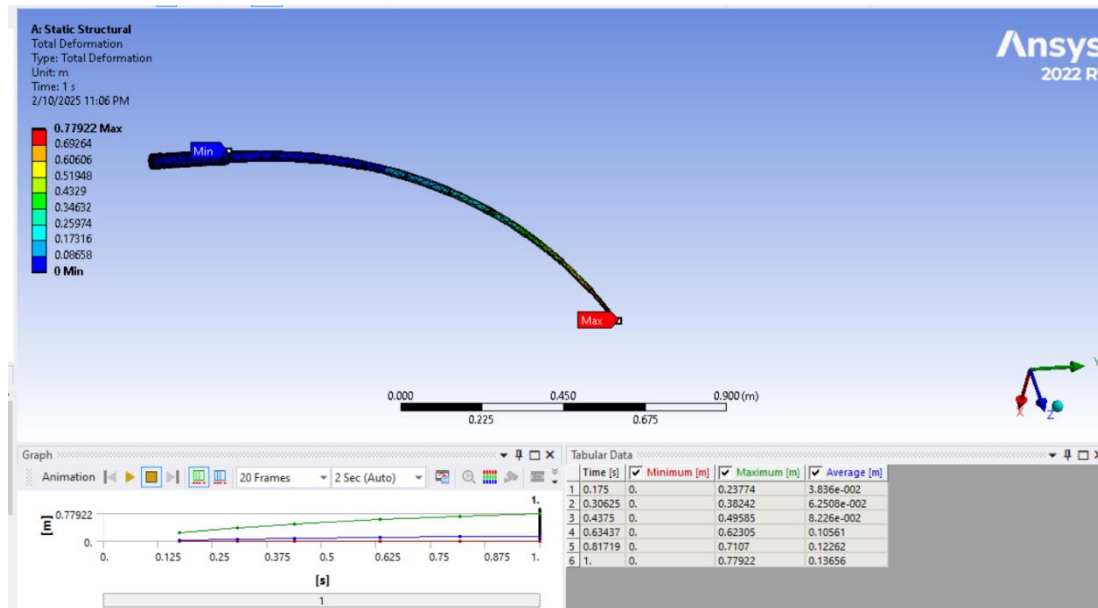 A: Static Structural
Total Deformation
Type: Total Deformation
Unit: m
Time: 1 s
2/10/2025 11:06 PM
0.77922 Max
0.69264
0.60606
0.51948
0.4329
0.34632
0.25974
0.17316
0.08658
0 Min
Ansys
2022 R
Min
Max
0.000 0.450 0.900 (m)
0.225 0.675
Y
X Z
Graph
Animation 20 Frames 2 Sec (Auto)
1.
0.77922
[m]
0.
0. 0.125 0.25 0.375 0.5 0.625 0.75 0.875 1.
[s]
1
Tabular Data
Time [s] Minimum [m] Maximum [m] Average [m]
1 0.175 0. 0.23774 3.836e-002
2 0.30625 0. 0.38242 6.2508e-002
3 0.4375 0. 0.49585 8.226e-002
4 0.63437 0. 0.62305 0.10561
5 0.81719 0. 0.7107 0.12262
6 1. 0. 0.77922 0.13656